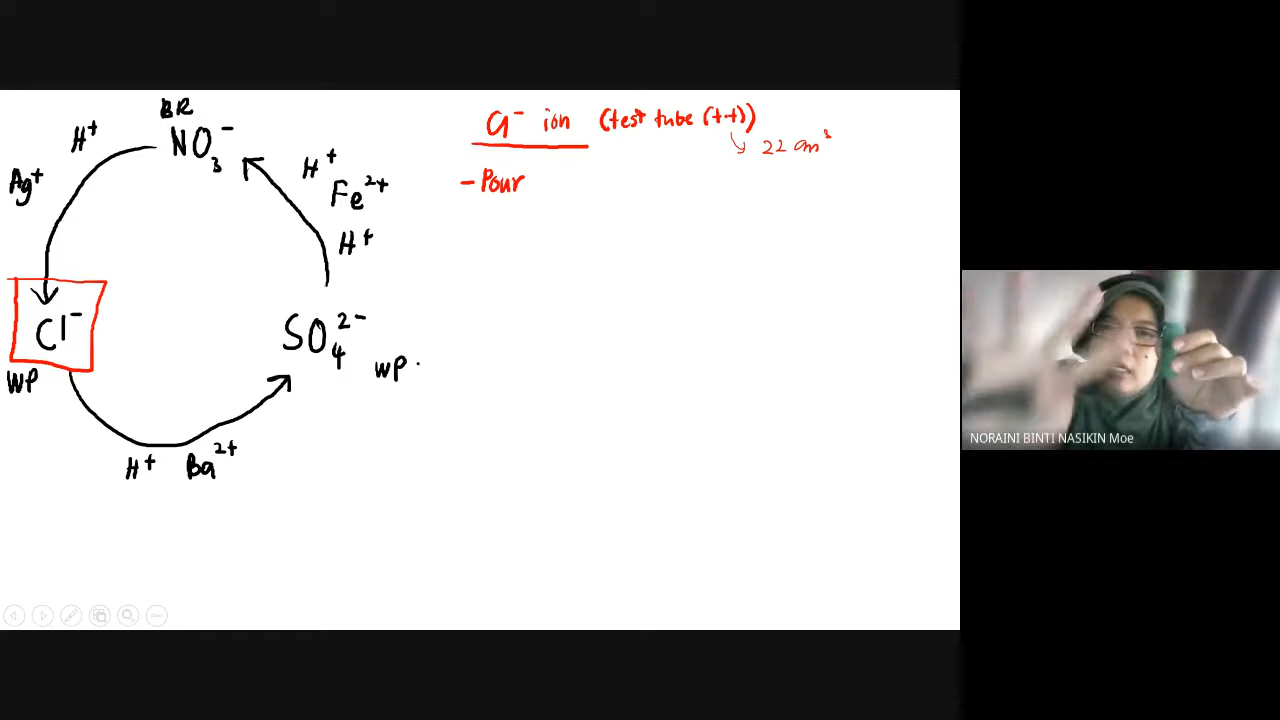 BR
NO3⁻
H⁺
Ag⁺
H⁺
Fe²⁺
H⁺
Cl⁻
WP
SO4²⁻
WP .
H⁺ Ba²⁺
Cl⁻ ion (test tube (t-t))
22 cm³
- Pour
NORAINI BINTI NASIKIN Moe